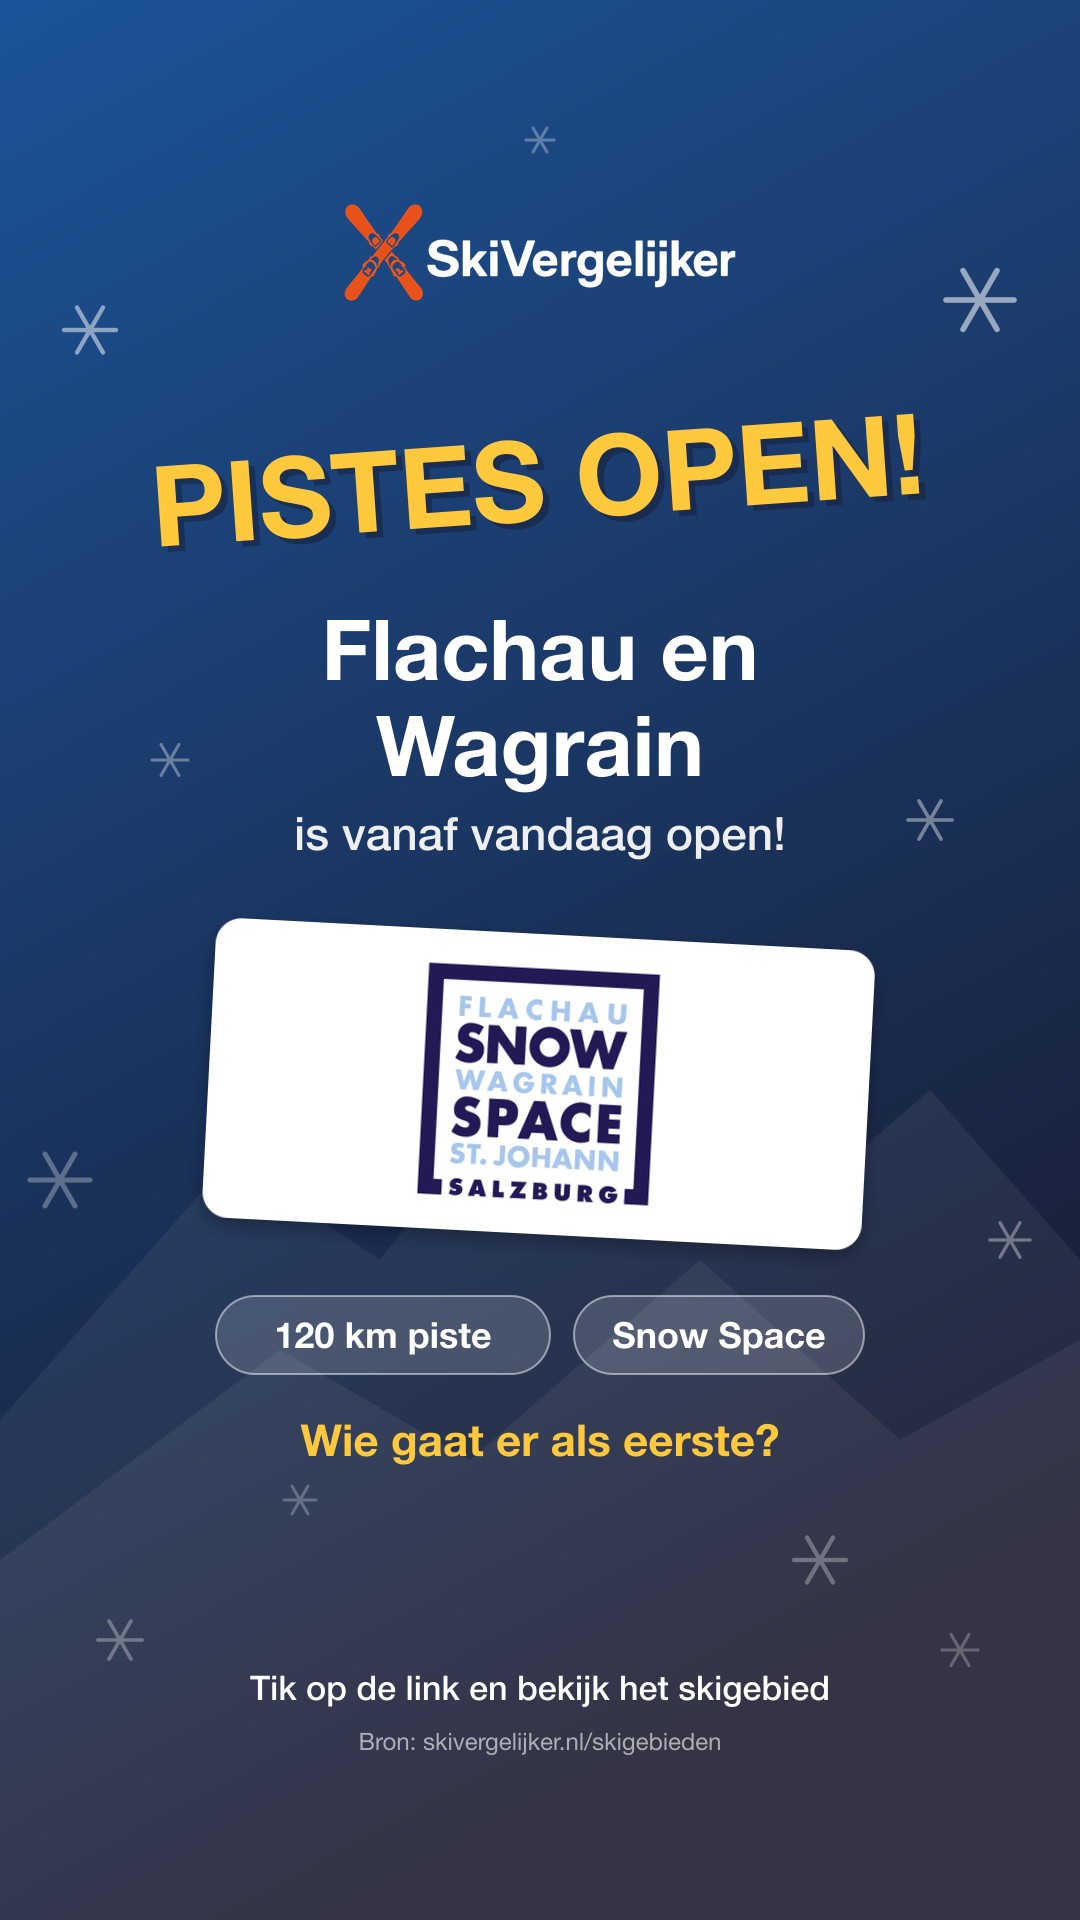 SkiVergelijker
PISTES OPEN!
Flachau en
Wagrain
is vanaf vandaag open!
FLACHAU
SNOW
WAGRAIN
SPACE
ST. JOHANN
SALZBURG
120 km piste
Snow Space
Wie gaat er als eerste?
Tik op de link en bekijk het skigebied
Bron: skivergelijker.nl/skigebieden